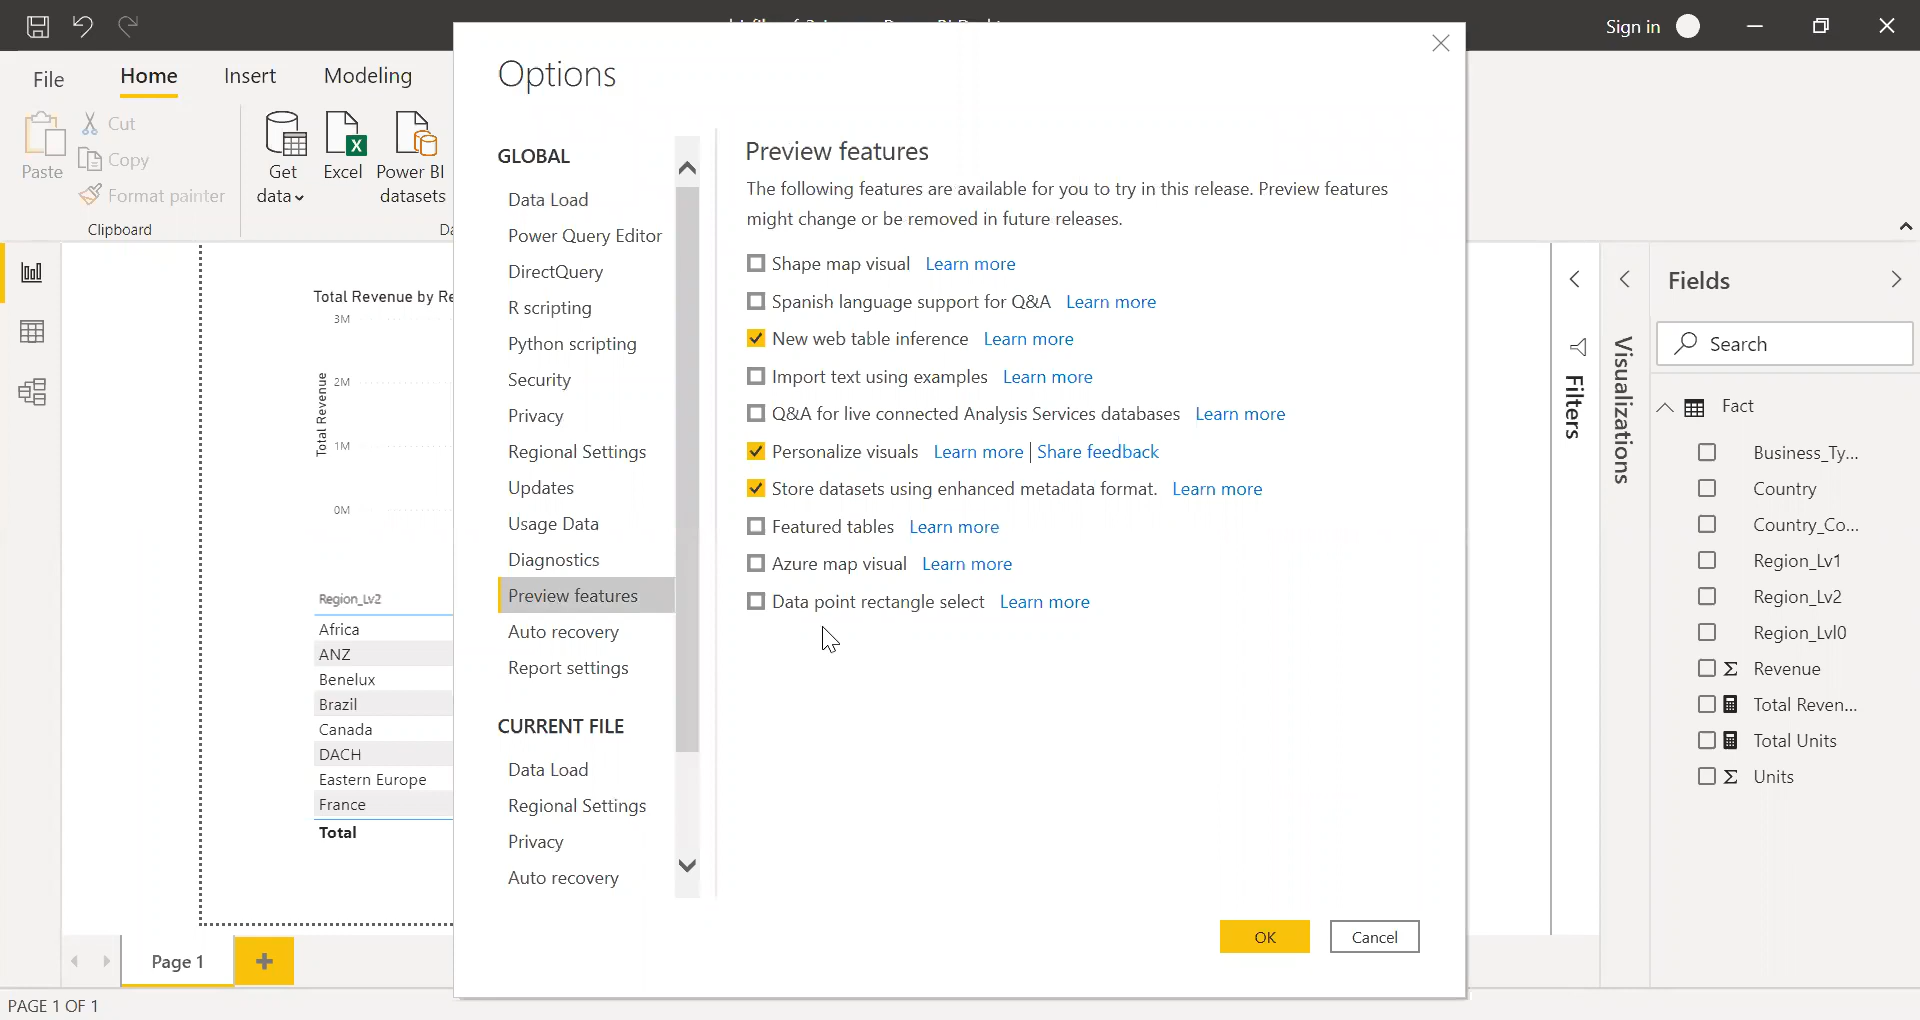 Sign in
File
Home
Insert
Modeling
Paste
Cut
Copy
Format painter
Clipboard
Get data
Excel
Power BI datasets
Total Revenue by Re
3M
2M
1M
0M
Total Revenue
Region_Lv2
Africa
ANZ
Benelux
Brazil
Canada
DACH
Eastern Europe
France
Total
Page 1
PAGE 1 OF 1
Options
GLOBAL
Data Load
Power Query Editor
DirectQuery
R scripting
Python scripting
Security
Privacy
Regional Settings
Updates
Usage Data
Diagnostics
Preview features
Auto recovery
Report settings
CURRENT FILE
Data Load
Regional Settings
Privacy
Auto recovery
Preview features
The following features are available for you to try in this release. Preview features
might change or be removed in future releases.
Shape map visual Learn more
Spanish language support for Q&A Learn more
New web table inference Learn more
Import text using examples Learn more
Q&A for live connected Analysis Services databases Learn more
Personalize visuals Learn more | Share feedback
Store datasets using enhanced metadata format. Learn more
Featured tables Learn more
Azure map visual Learn more
Data point rectangle select Learn more
OK
Cancel
Filters
Visualizations
Fields
Search
Fact
Business_Ty...
Country
Country_Co...
Region_Lv1
Region_Lv2
Region_Lvl0
Σ Revenue
Total Reven...
Total Units
Σ Units